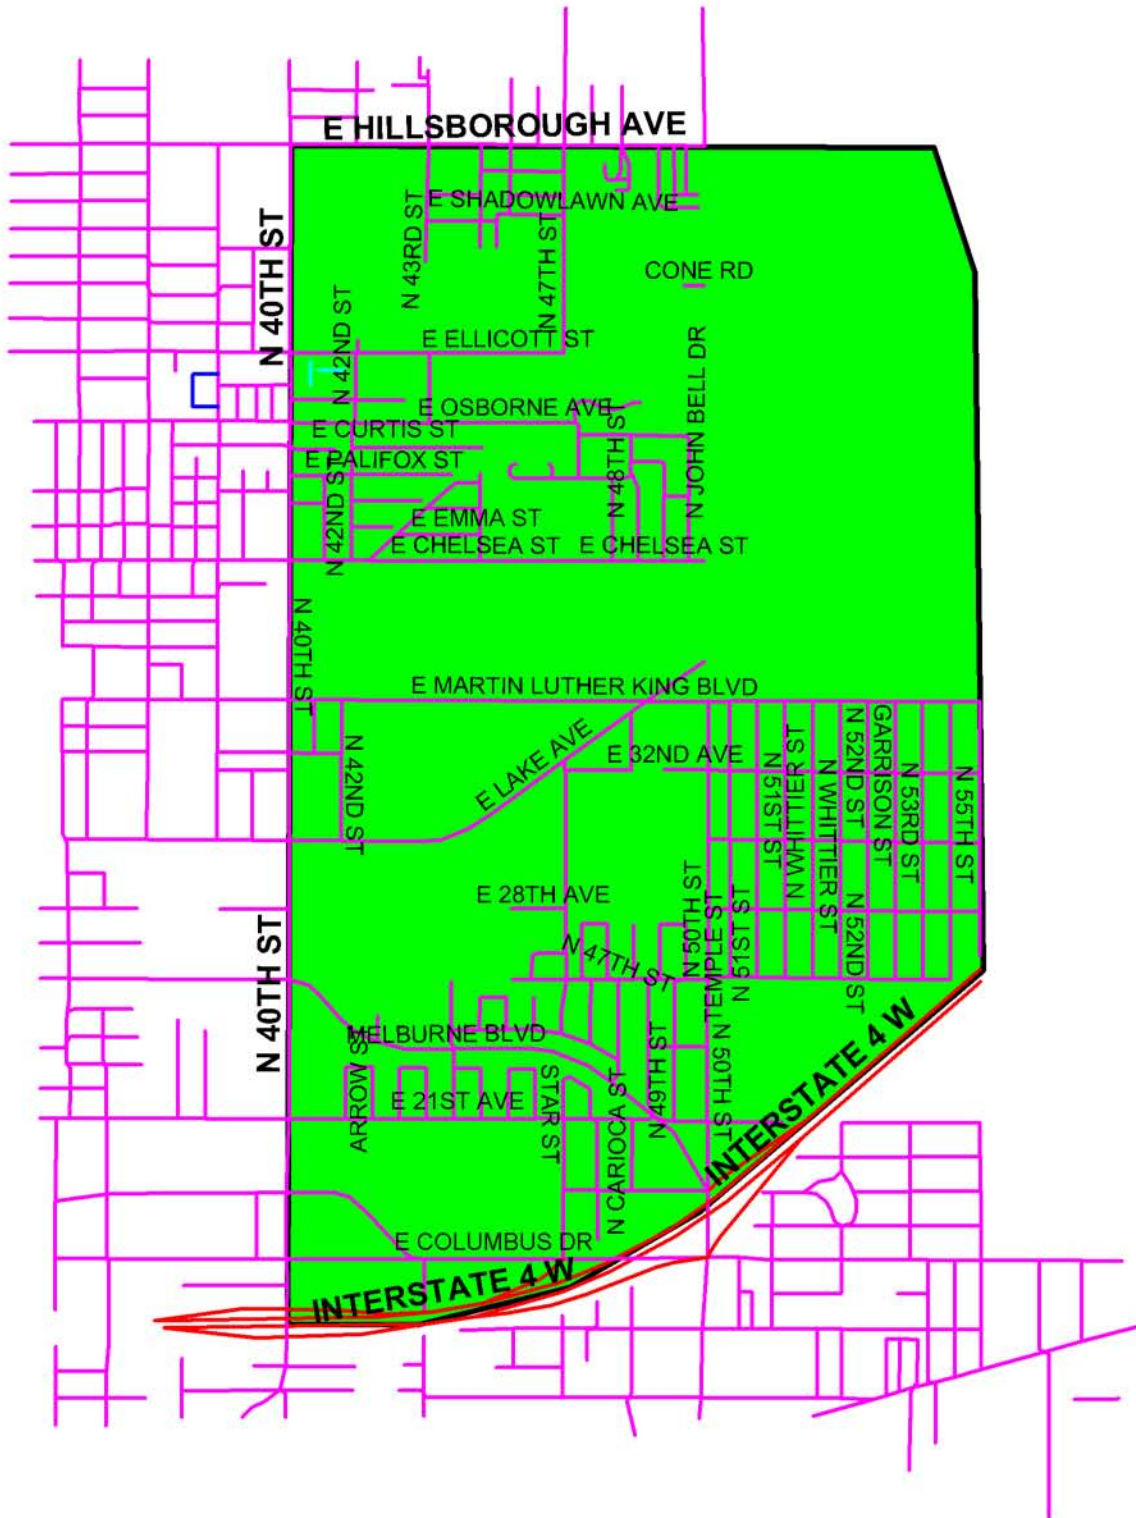 E HILLSBOROUGH AVE
E SHADOWLAWN AVE
N 43RD ST
N 47TH ST
N 40TH ST
CONE RD
N 42ND ST
E ELLICOTT ST
N JOHN BELL DR
E OSBORNE AVE
E CURTIS ST
N 48TH ST
E PALIFOX ST
N 42ND ST
E EMMA ST
E CHELSEA ST
E CHELSEA ST
N 40TH ST
E MARTIN LUTHER KING BLVD
N 42ND ST
E LAKE AVE
E 32ND AVE
N 51ST ST
N WHITTIER ST
N WHITTIER ST
N 52ND ST
GARRISON ST
N 53RD ST
N 55TH ST
E 28TH AVE
N 50TH ST
TEMPLE ST
N 51ST ST
N 52ND ST
N 47TH ST
N 40TH ST
MELBURNE BLVD
ARROW ST
E 21ST AVE
STAR ST
N CARIOCA ST
N 49TH ST
N 50TH ST
INTERSTATE 4 W
E COLUMBUS DR
INTERSTATE 4 W